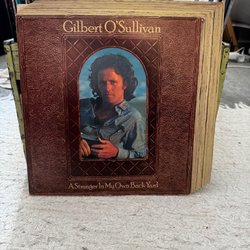 Gilbert O'Sullivan
A Stranger In My Own Back Yard